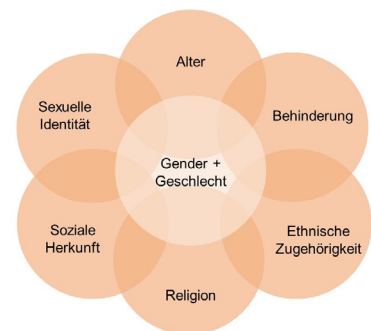 Alter
Sexuelle
Identität
Behinderung
Gender +
Geschlecht
Soziale
Herkunft
Ethnische
Zugehörigkeit
Religion